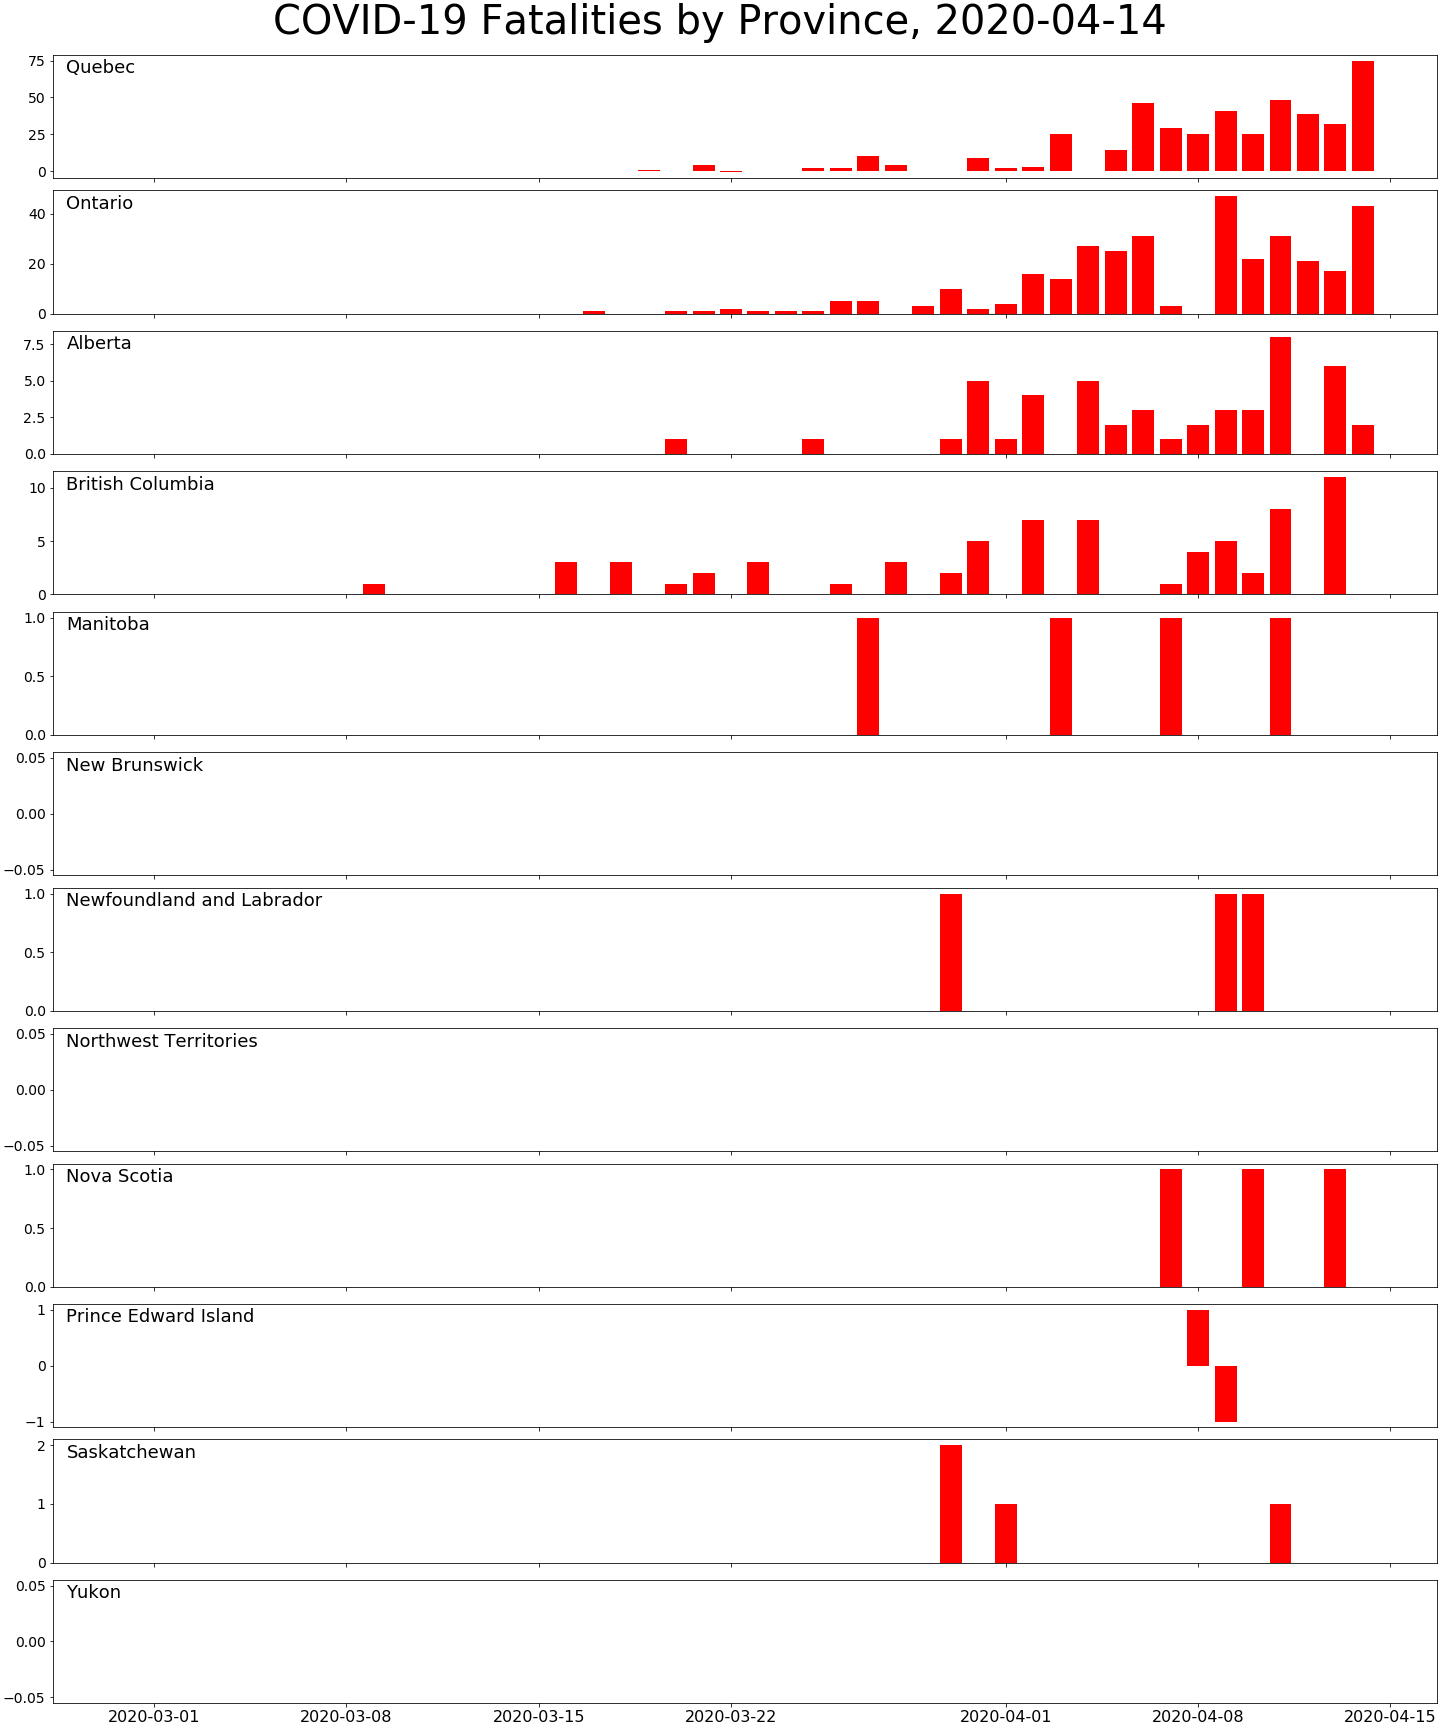 COVID-19 Fatalities by Province, 2020-04-14
Quebec
75
50
25
0
Ontario
40
20
0
Alberta
7.5
5.0
2.5
0.0
British Columbia
10
5
0
Manitoba
1.0
0.5
0.0
New Brunswick
0.05
0.00
−0.05
Newfoundland and Labrador
1.0
0.5
0.0
Northwest Territories
0.05
0.00
−0.05
Nova Scotia
1.0
0.5
0.0
Prince Edward Island
1
0
−1
Saskatchewan
2
1
0
Yukon
0.05
0.00
−0.05
2020-03-01 2020-03-08 2020-03-15 2020-03-22 2020-04-01 2020-04-08 2020-04-15